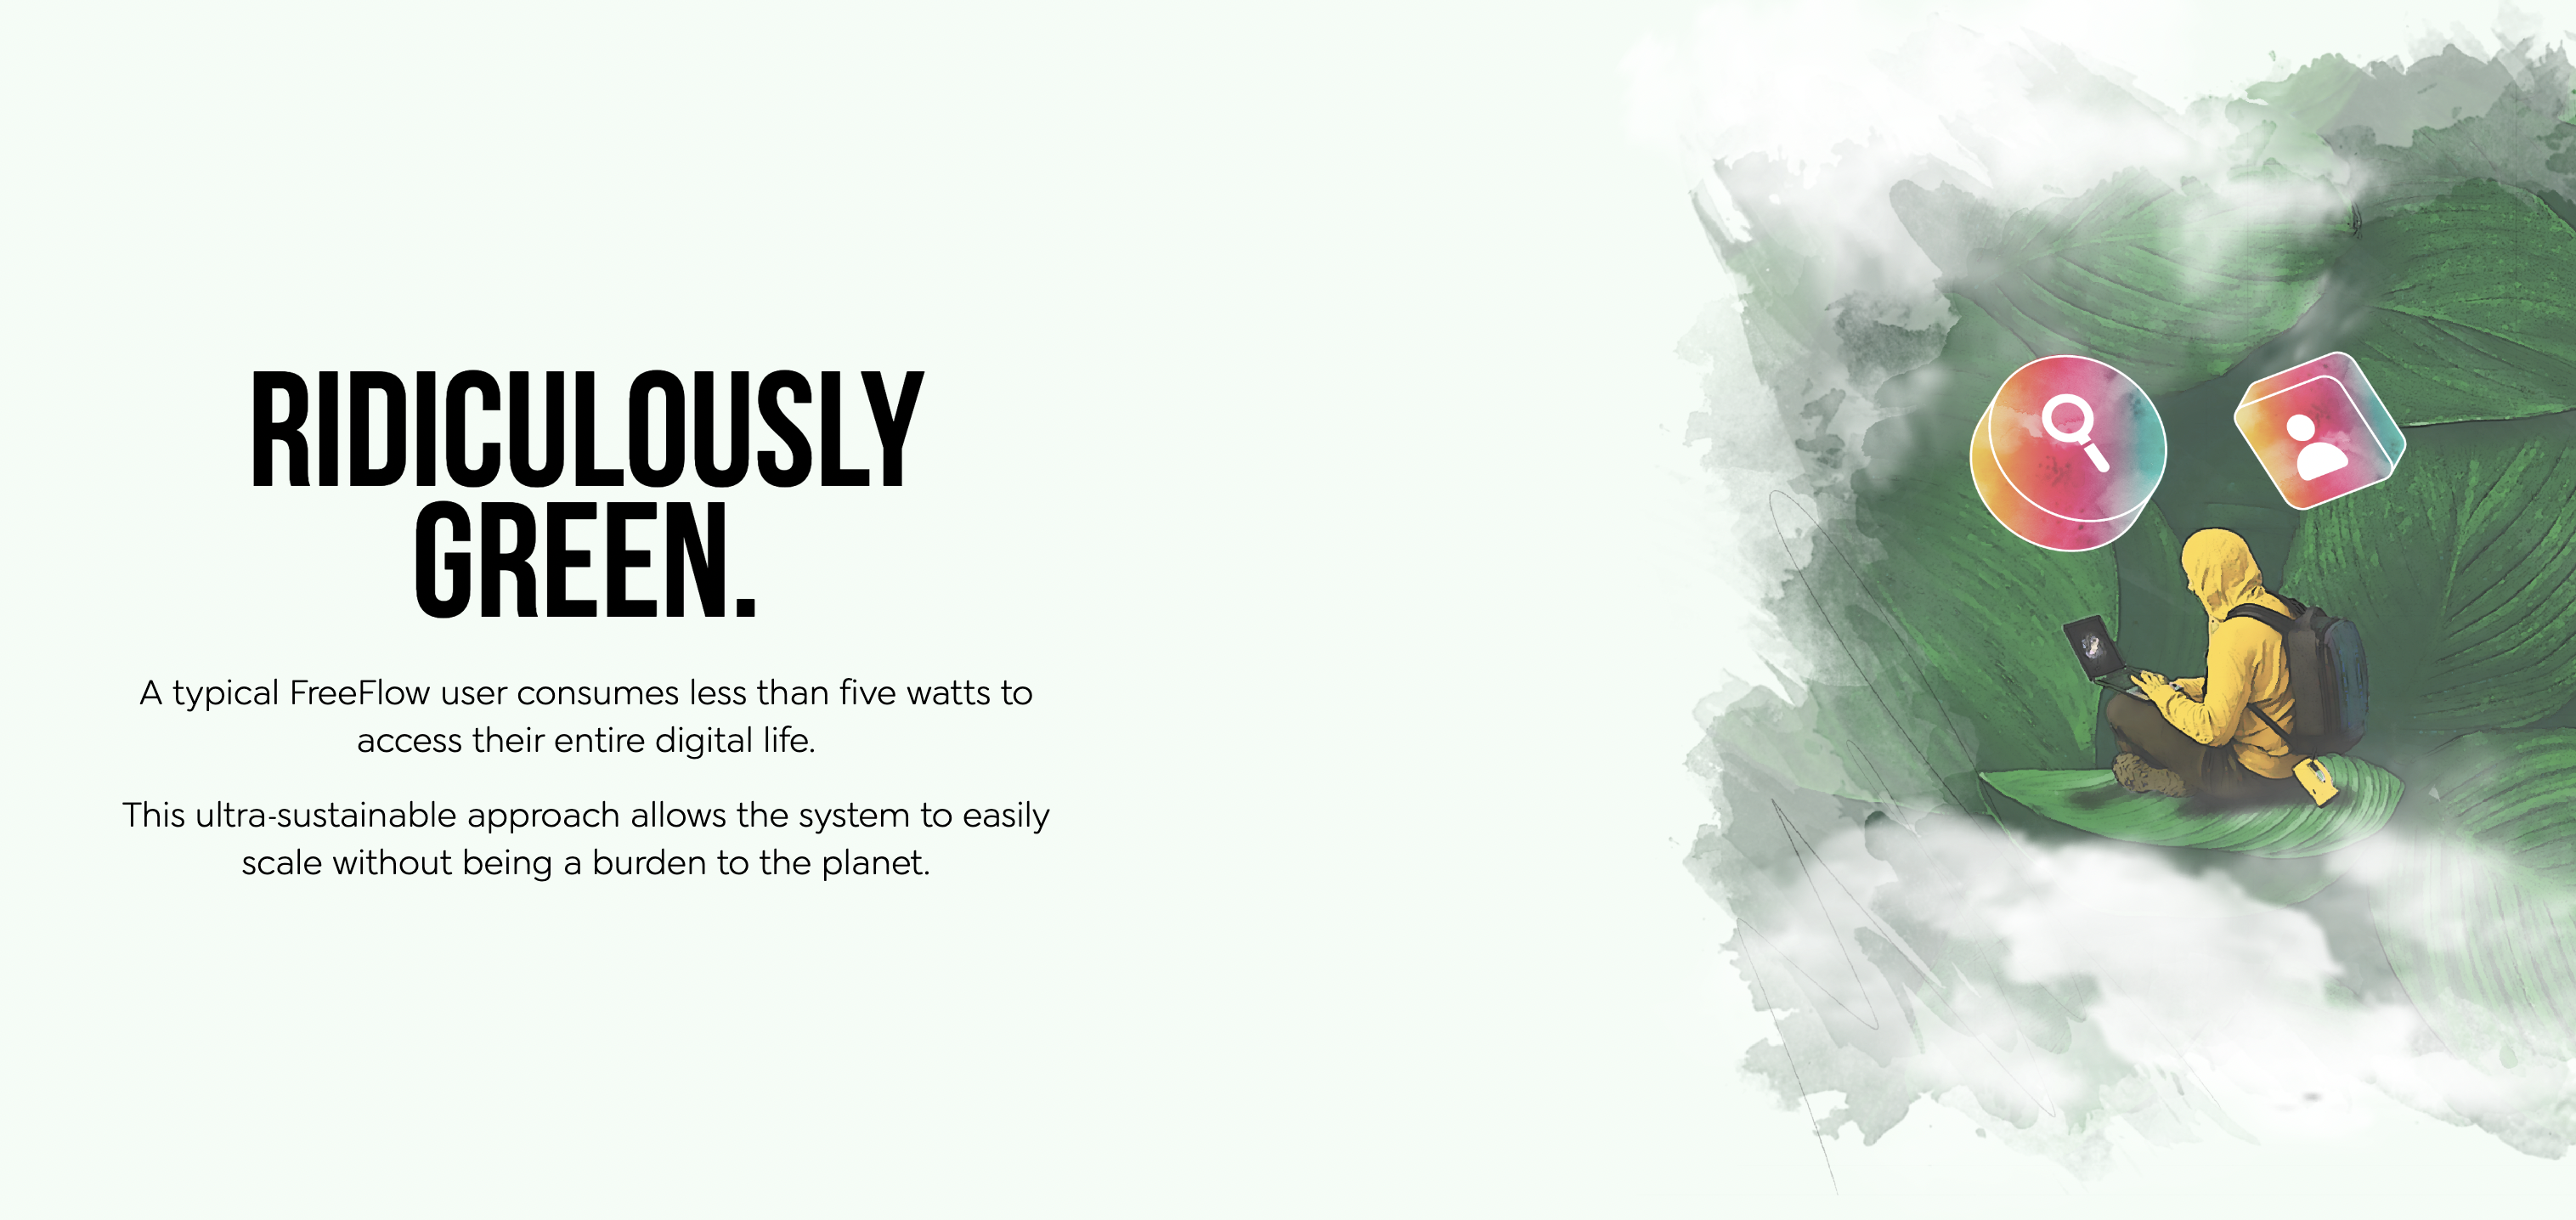 RIDICULOUSLY
GREEN.
A typical FreeFlow user consumes less than five watts to
access their entire digital life.
This ultra-sustainable approach allows the system to easily
scale without being a burden to the planet.